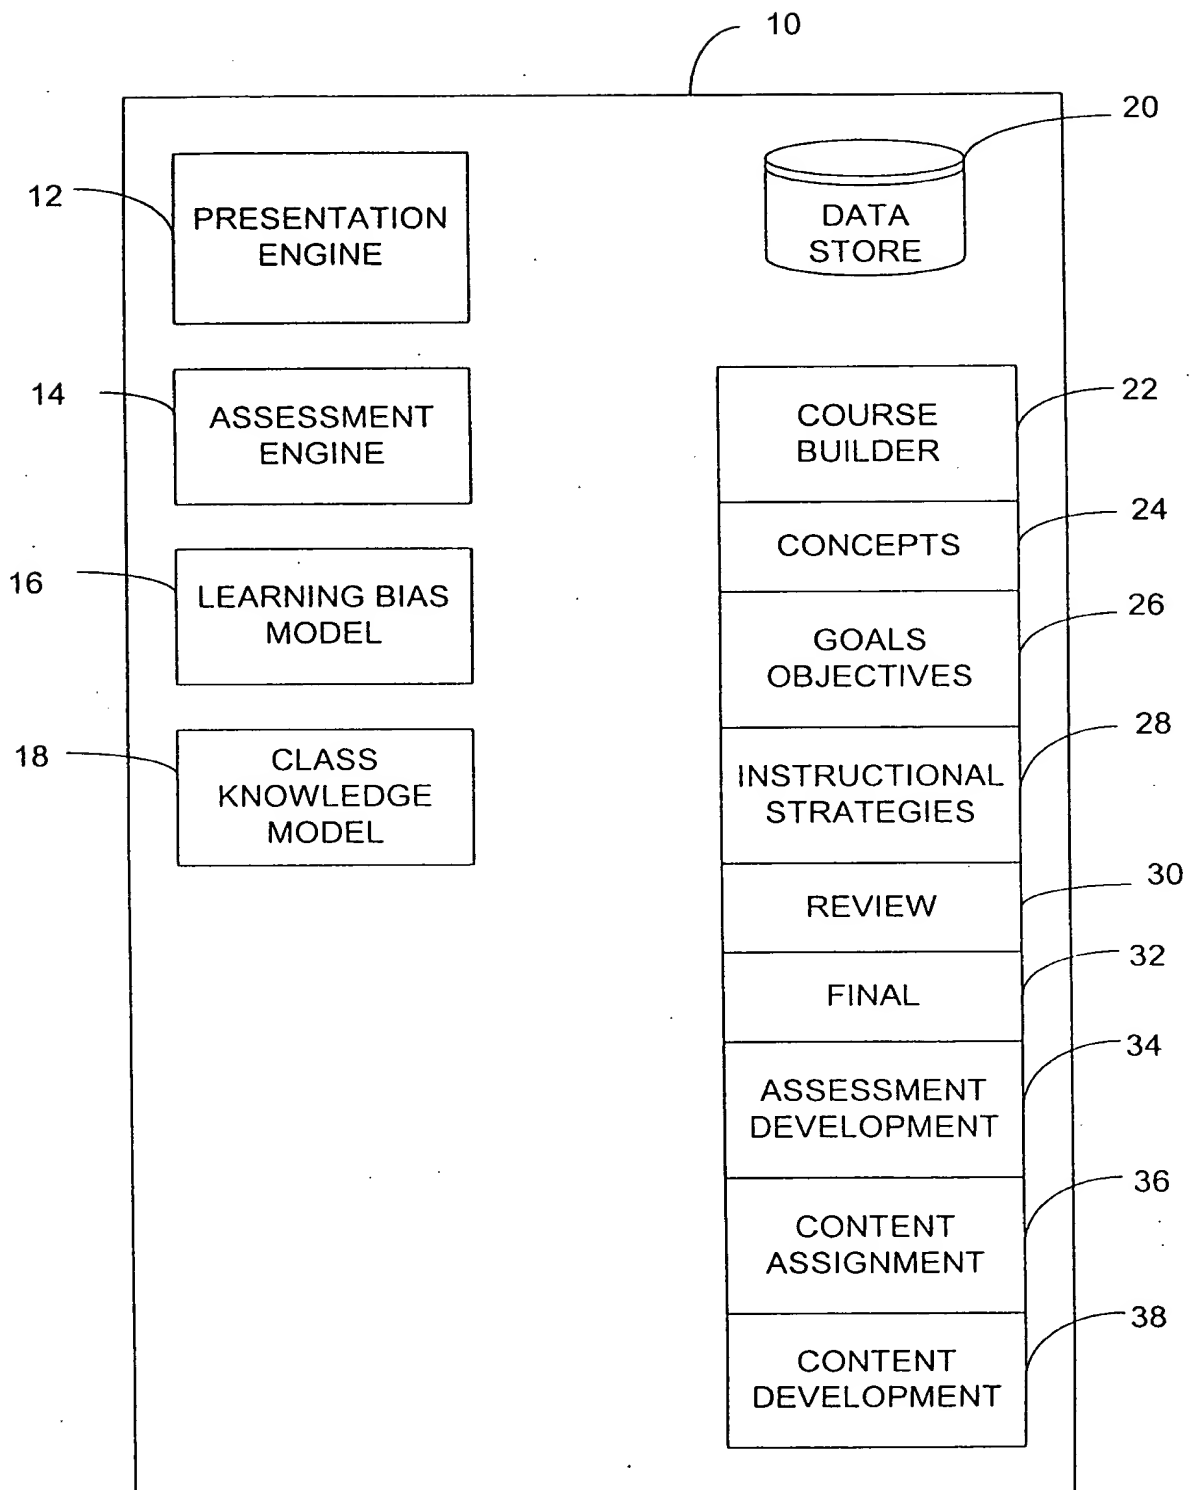 10
12
PRESENTATION
ENGINE
20
DATA
STORE
14
ASSESSMENT
ENGINE
16
LEARNING BIAS
MODEL
18
CLASS
KNOWLEDGE
MODEL
22
COURSE
BUILDER
24
CONCEPTS
26
GOALS
OBJECTIVES
28
INSTRUCTIONAL
STRATEGIES
30
REVIEW
32
FINAL
34
ASSESSMENT
DEVELOPMENT
36
CONTENT
ASSIGNMENT
38
CONTENT
DEVELOPMENT